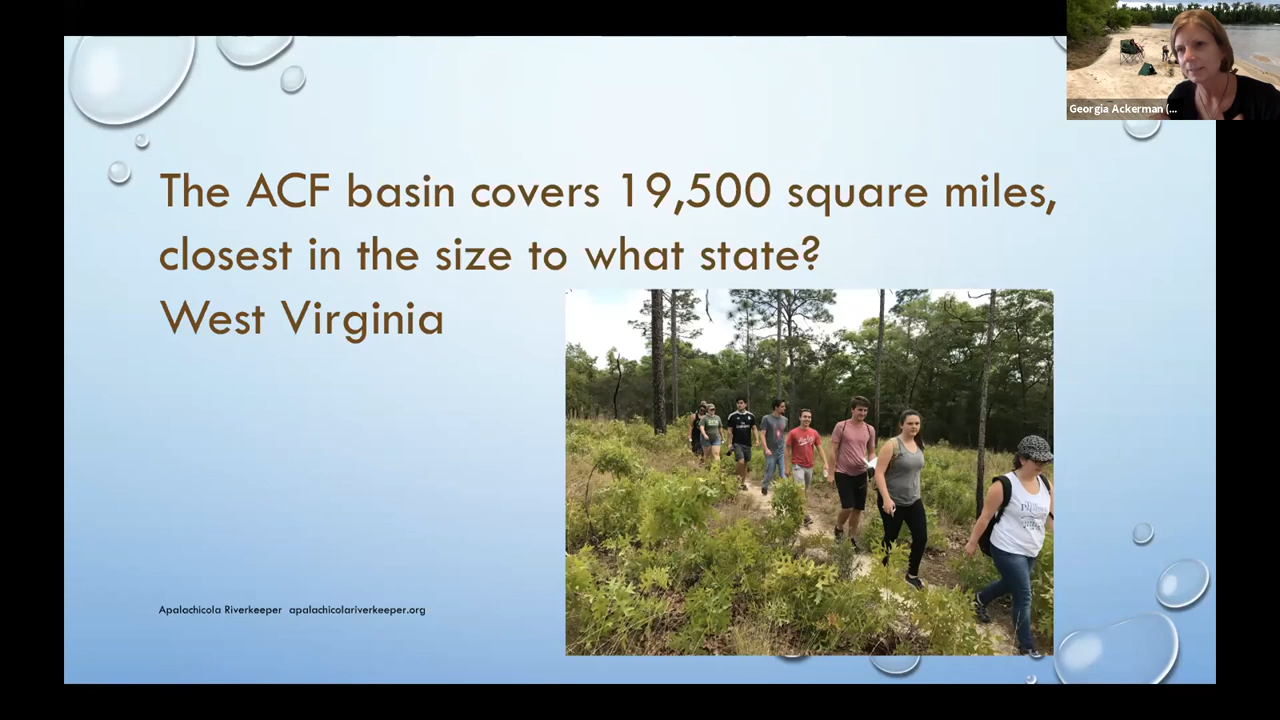 Georgia Ackerman (...
The ACF basin covers 19,500 square miles,
closest in the size to what state?
West Virginia
Apalachicola Riverkeeper apalachicolariverkeeper.org